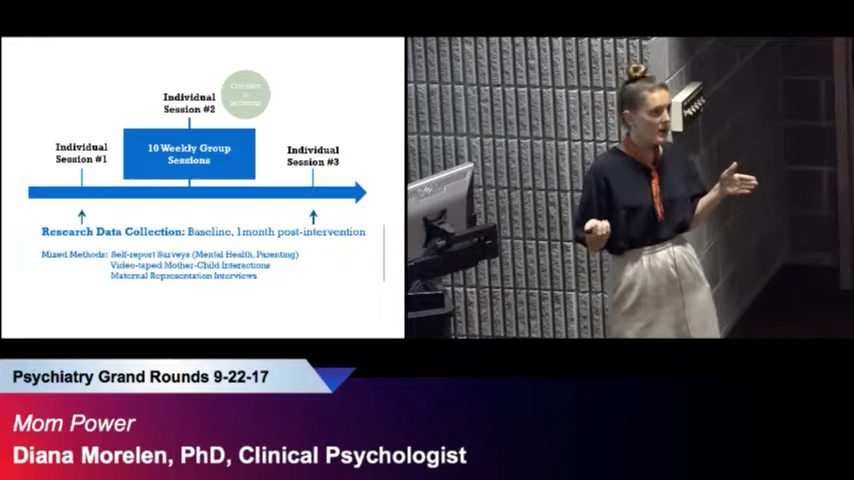 Individual
Session #2
Individual
Session #1
10 Weekly Group
Sessions
Individual
Session #3
Research Data Collection: Baseline, 1month post-intervention
Mixed Methods: Self-report Surveys (Mental Health, Parenting)
Video-taped Mother-Child Interactions
Maternal Representation Interviews
Psychiatry Grand Rounds 9-22-17
Mom Power
Diana Morelen, PhD, Clinical Psychologist